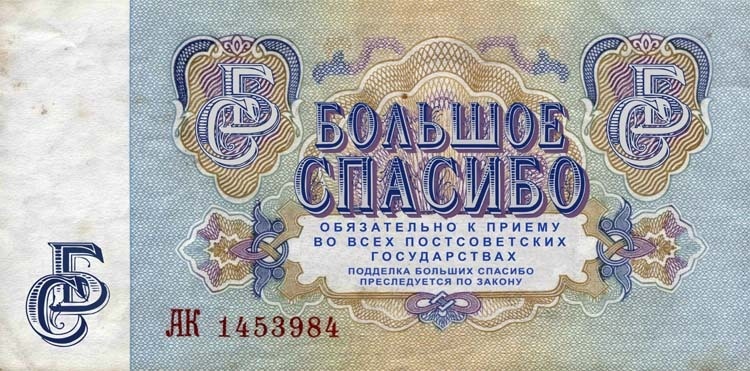 БС
БС
БОЛЬШОЕ
СПАСИБО
ОБЯЗАТЕЛЬНО К ПРИЕМУ
ВО ВСЕХ ПОСТСОВЕТСКИХ
ГОСУДАРСТВАХ
ПОДДЕЛКА БОЛЬШИХ СПАСИБО
ПРЕСЛЕДУЕТСЯ ПО ЗАКОНУ
БС
АК 1453984